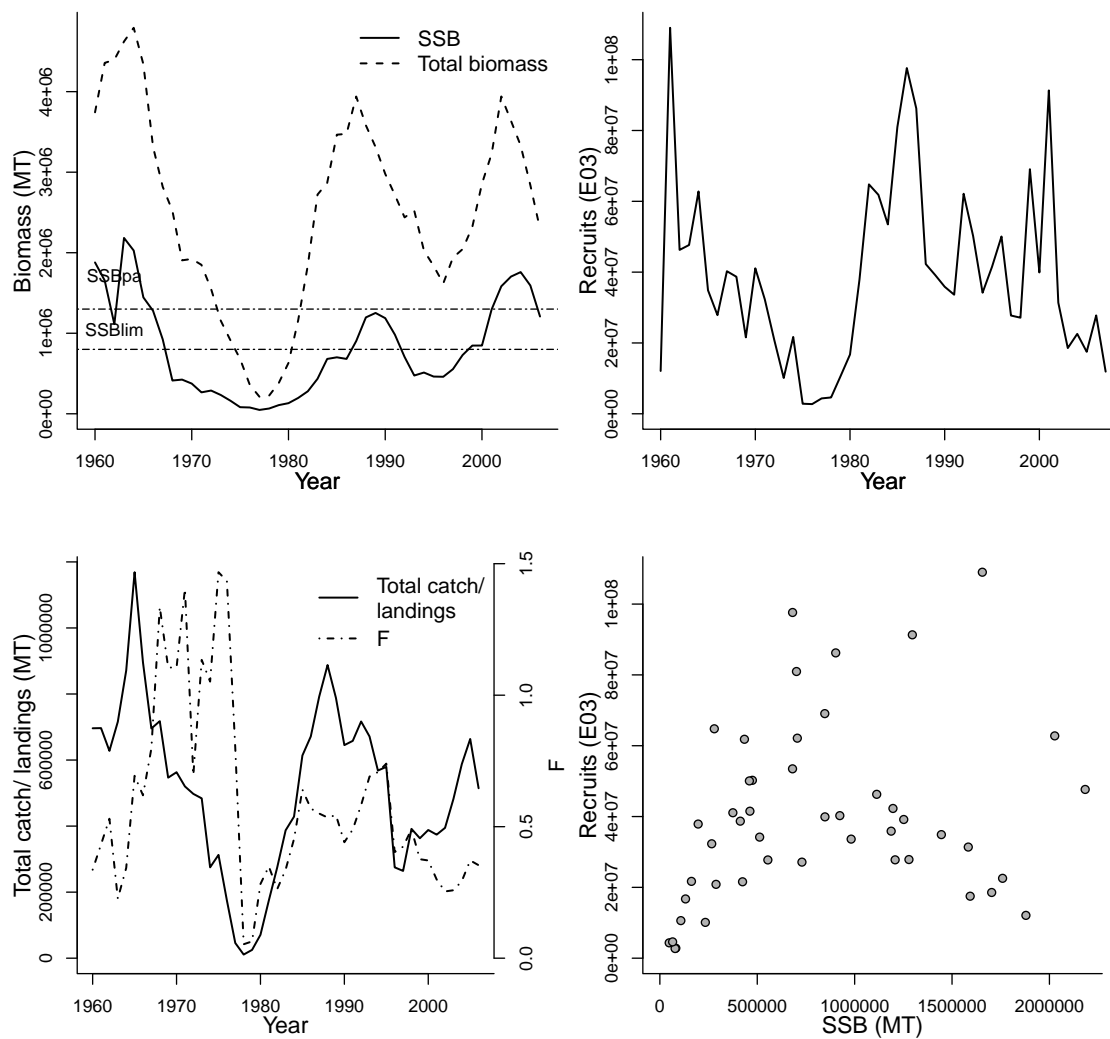 SSB
Total biomass
Biomass (MT)
4e+06
3e+06
2e+06
1e+06
0e+00
SSBpa
SSBlim
1960 1970 1980 1990 2000
Year
Recruits (E03)
1e+08
8e+07
6e+07
4e+07
2e+07
0e+00
1960 1970 1980 1990 2000
Year
Total catch/
landings
F
Total catch/ landings (MT)
1000000
600000
200000
0
1.5
1.0
0.5
0.0
F
1960 1970 1980 1990 2000
Year
Recruits (E03)
1e+08
8e+07
6e+07
4e+07
2e+07
0e+00
0 500000 1000000 1500000 2000000
SSB (MT)